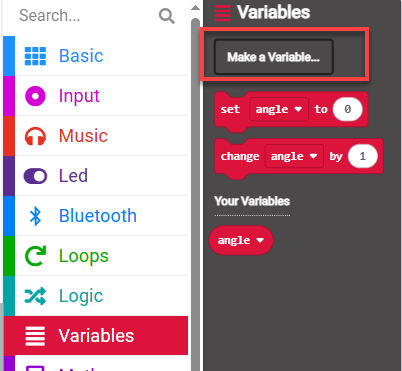 Search...
Basic
Input
Music
Led
Bluetooth
Loops
Logic
Variables
Variables
Make a Variable...
set angle to 0
change angle by 1
Your Variables
angle